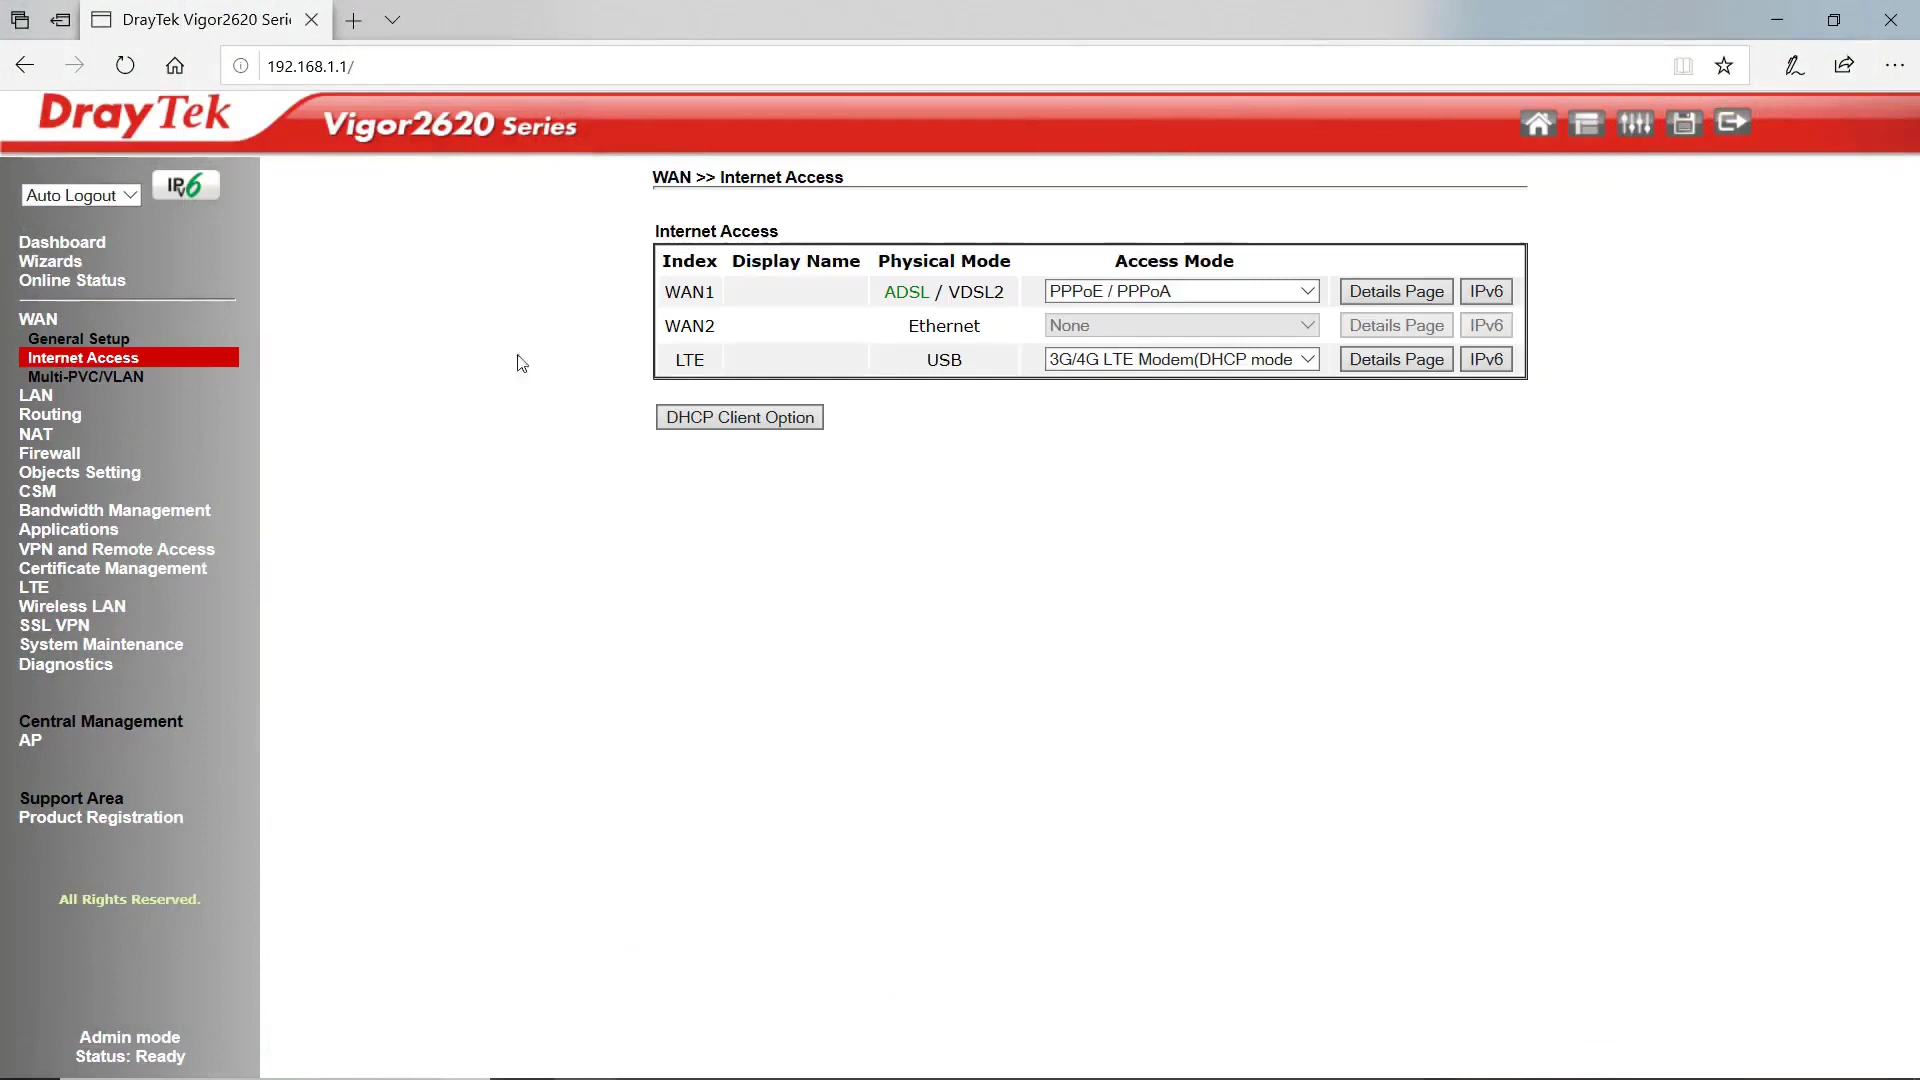 DrayTek Vigor2620 Seri
192.168.1.1/
DrayTek
Vigor2620 Series
Auto Logout
IPv6
Dashboard
Wizards
Online Status
WAN
General Setup
Internet Access
Multi-PVC/VLAN
LAN
Routing
NAT
Firewall
Objects Setting
CSM
Bandwidth Management
Applications
VPN and Remote Access
Certificate Management
LTE
Wireless LAN
SSL VPN
System Maintenance
Diagnostics
Central Management
AP
Support Area
Product Registration
All Rights Reserved.
Admin mode
Status: Ready
WAN >> Internet Access
Internet Access
Index Display Name Physical Mode Access Mode
WAN1 ADSL / VDSL2 PPPoE / PPPoA Details Page IPv6
WAN2 Ethernet None Details Page IPv6
LTE USB 3G/4G LTE Modem(DHCP mode Details Page IPv6
DHCP Client Option